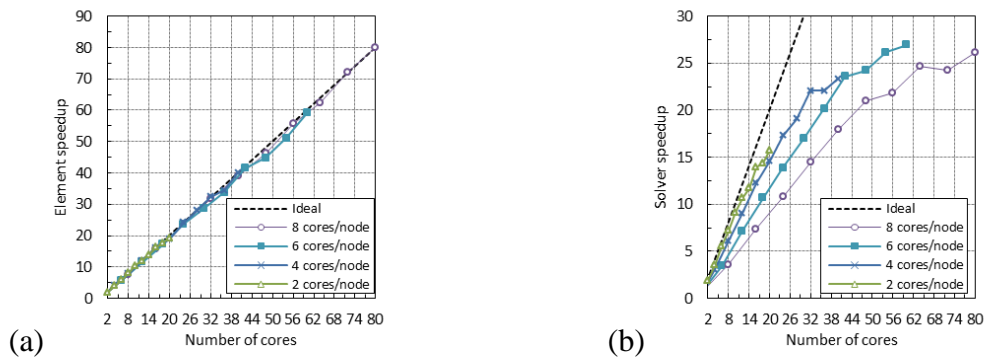 90
80
70
60
50
40
30
20
10
0
Element speedup
Ideal
8 cores/node
6 cores/node
4 cores/node
2 cores/node
2 8 14 20 26 32 38 44 50 56 62 68 74 80
Number of cores
(a)
30
25
20
15
10
5
0
Solver speedup
Ideal
8 cores/node
6 cores/node
4 cores/node
2 cores/node
2 8 14 20 26 32 38 44 50 56 62 68 74 80
Number of cores
(b)